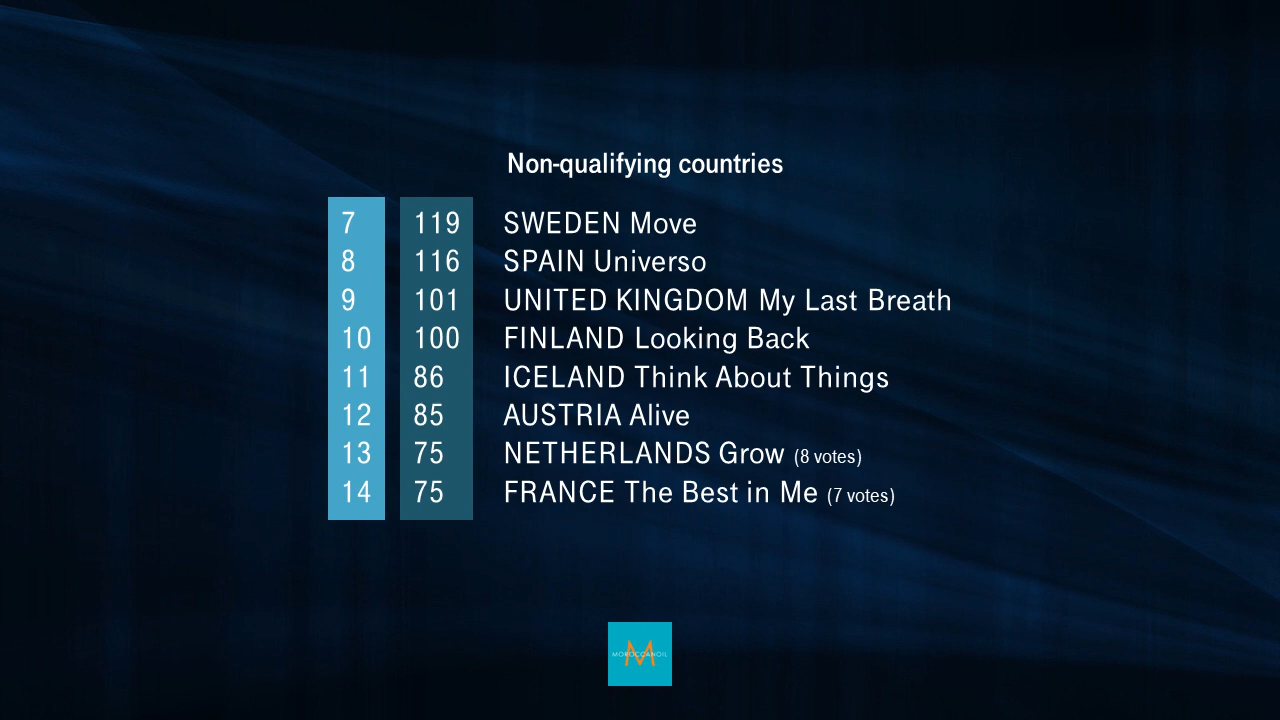 Non-qualifying countries
7 119 SWEDEN Move
8 116 SPAIN Universo
9 101 UNITED KINGDOM My Last Breath
10 100 FINLAND Looking Back
11 86 ICELAND Think About Things
12 85 AUSTRIA Alive
13 75 NETHERLANDS Grow (8 votes)
14 75 FRANCE The Best in Me (7 votes)
MOROCCANOIL